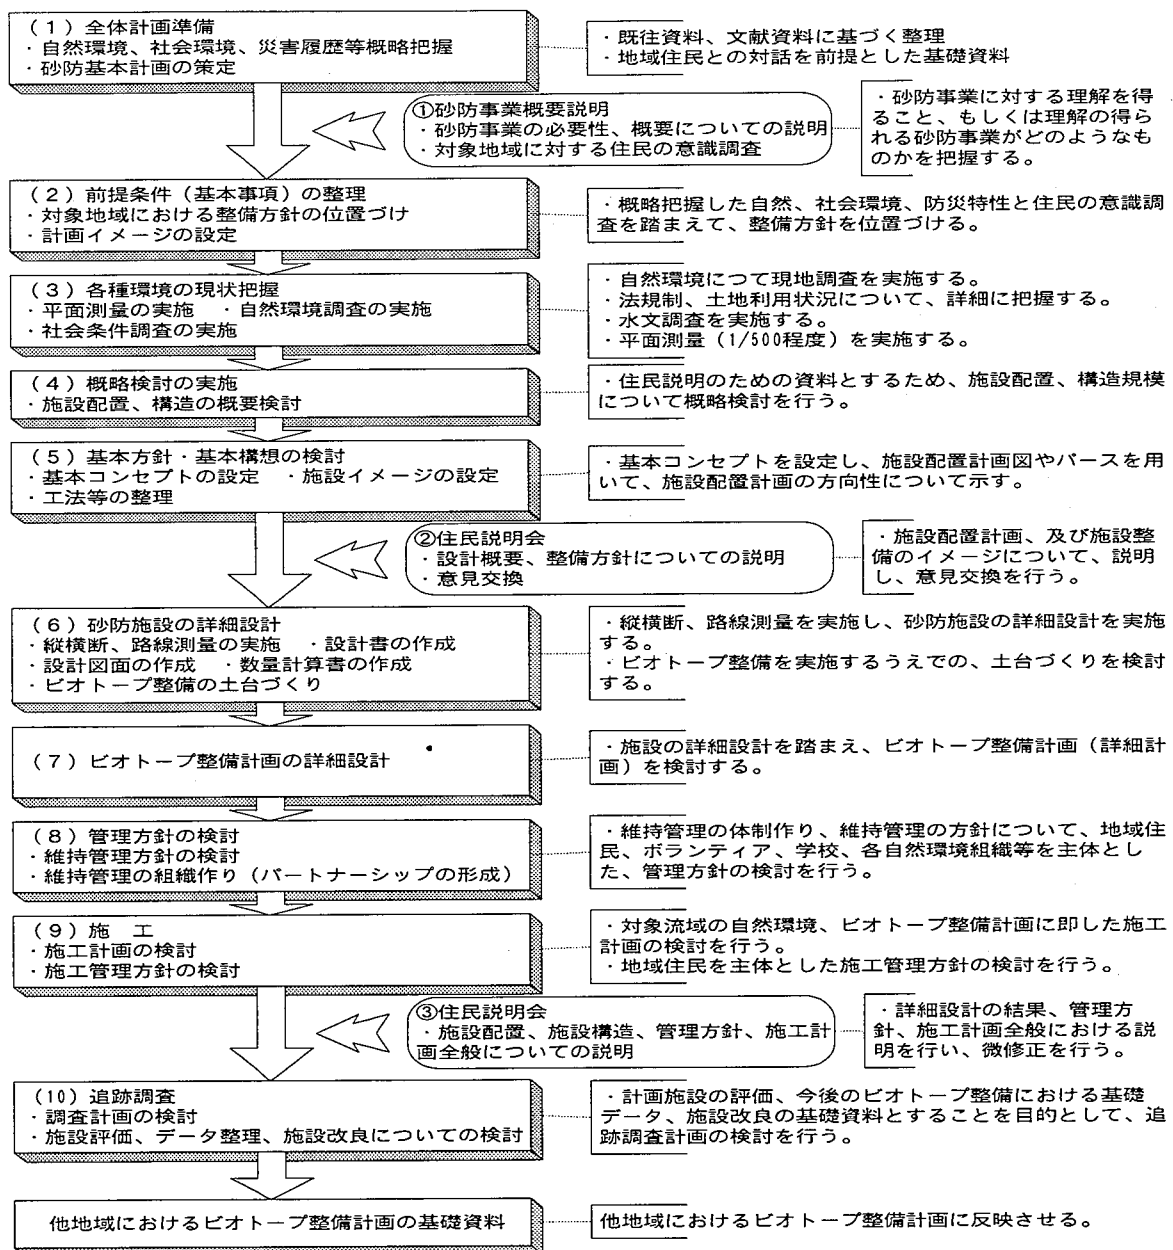 (1)全体計画準備
・自然環境、社会環境、災害履歴等概略把握
・砂防基本計画の策定
・既往資料、文献資料に基づく整理
・地域住民との対話を前提とした基礎資料
①砂防事業概要説明
・砂防事業の必要性、概要についての説明
・対象地域に対する住民の意識調査
・砂防事業に対する理解を得
ること、もしくは理解の得ら
れる砂防事業がどのようなも
のかを把握する。
(2)前提条件(基本事項)の整理
・対象地域における整備方針の位置づけ
・計画イメージの設定
・概略把握した自然、社会環境、防災特性と住民の意識調
査を踏まえて、整備方針を位置づける。
(3)各種環境の現状把握
・平面測量の実施 ・自然環境調査の実施
・社会条件調査の実施
・自然環境につて現地調査を実施する。
・法規制、土地利用状況について、詳細に把握する。
・水文調査を実施する。
・平面測量(1/500程度)を実施する。
(4)概略検討の実施
・施設配置、構造の概要検討
・住民説明のための資料とするため、施設配置、構造規模
について概略検討を行う。
(5)基本方針・基本構想の検討
・基本コンセプトの設定 ・施設イメージの設定
・工法等の整理
・基本コンセプトを設定し、施設配置計画図やパースを用
いて、施設配置計画の方向性について示す。
②住民説明会
・設計概要、整備方針についての説明
・意見交換
・施設配置計画、及び施設整
備のイメージについて、説明
し、意見交換を行う。
(6)砂防施設の詳細設計
・縦横断、路線測量の実施 ・設計書の作成
・設計図面の作成 ・数量計算書の作成
・ビオトープ整備の土台づくり
・縦横断、路線測量を実施し、砂防施設の詳細設計を実施
する。
・ビオトープ整備を実施するうえでの、土台づくりを検討
する。
(7)ビオトープ整備計画の詳細設計
・施設の詳細設計を踏まえ、ビオトープ整備計画(詳細計
画)を検討する。
(8)管理方針の検討
・維持管理方針の検討
・維持管理の組織作り(パートナーシップの形成)
・維持管理の体制作り、維持管理の方針について、地域住
民、ボランティア、学校、各自然環境組織等を主体とし
た、管理方針の検討を行う。
(9)施 工
・施工計画の検討
・施工管理方針の検討
・対象流域の自然環境、ビオトープ整備計画に即した施工
計画の検討を行う。
・地域住民を主体とした施工管理方針の検討を行う。
③住民説明会
・施設配置、施設構造、管理方針、施工計
画全般についての説明
・詳細設計の結果、管理方
針、施工計画全般における説
明を行い、微修正を行う。
(10)追跡調査
・調査計画の検討
・施設評価、データ整理、施設改良についての検討
・計画施設の評価、今後のビオトープ整備における基礎
データ、施設改良の基礎資料とすることを目的として、追
跡調査計画の検討を行う。
他地域におけるビオトープ整備計画の基礎資料
他地域におけるビオトープ整備計画に反映させる。